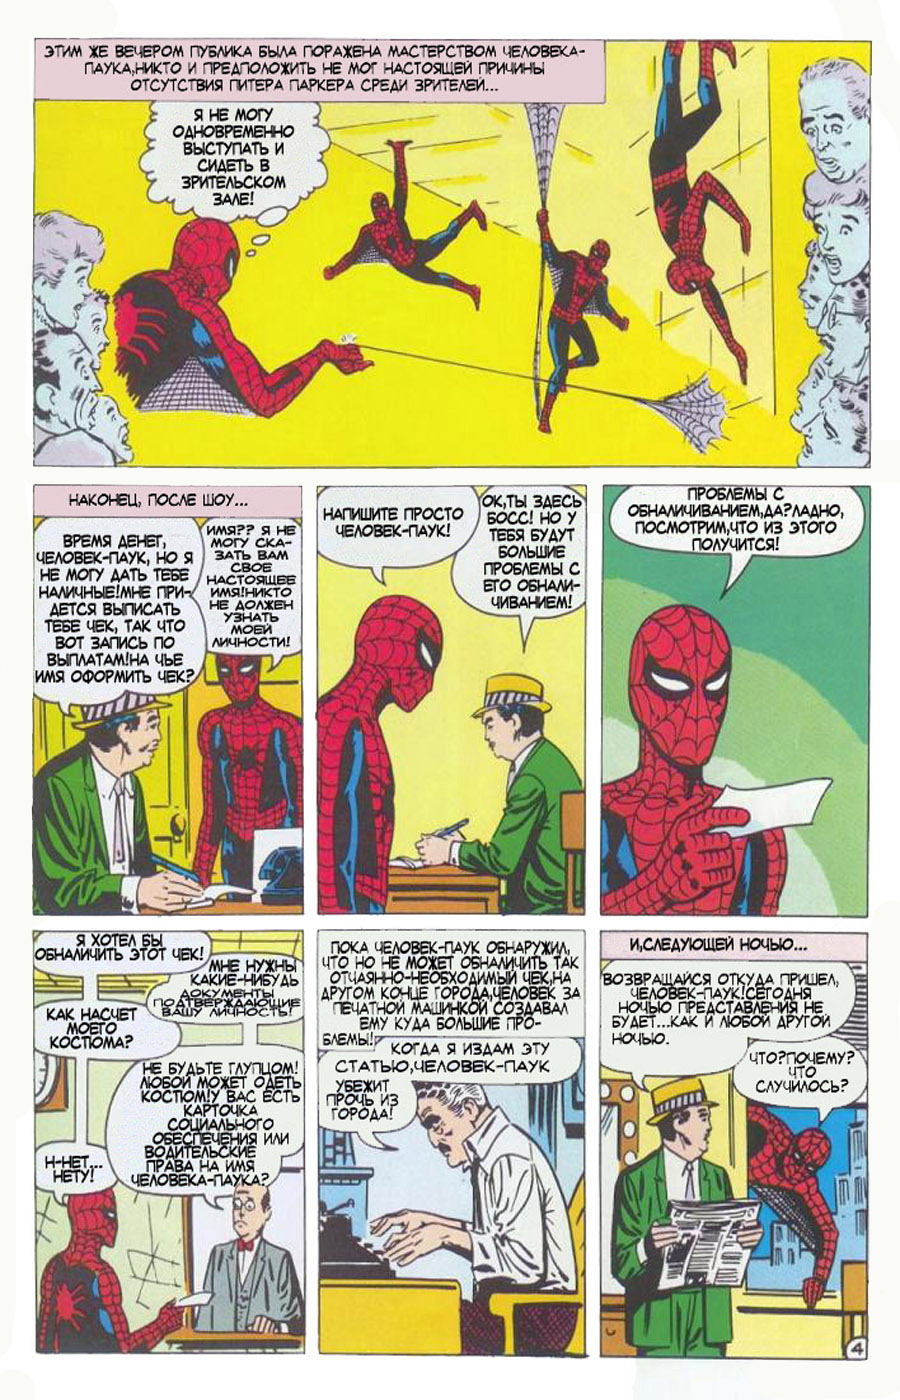 ЭТИМ ЖЕ ВЕЧЕРОМ ПУБЛИКА БЫЛА ПОРАЖЕНА МАСТЕРСТВОМ ЧЕЛОВЕКА-
ПАУКА,НИКТО И ПРЕДПОЛОЖИТЬ НЕ МОГ НАСТОЯЩЕЙ ПРИЧИНЫ
ОТСУТСТВИЯ ПИТЕРА ПАРКЕРА СРЕДИ ЗРИТЕЛЕЙ...
Я НЕ МОГУ
ОДНОВРЕМЕННО
ВЫСТУПАТЬ И
СИДЕТЬ В
ЗРИТЕЛЬСКОМ
ЗАЛЕ!
НАКОНЕЦ, ПОСЛЕ ШОУ...
ВРЕМЯ ДЕНЕГ,
ЧЕЛОВЕК-ПАУК, НО Я
НЕ МОГУ ДАТЬ ТЕБЕ
НАЛИЧНЫЕ!МНЕ ПРИ-
ДЕТСЯ ВЫПИСАТЬ
ТЕБЕ ЧЕК, ТАК ЧТО
ВОТ ЗАПИСЬ ПО
ВЫПЛАТАМ!НА ЧЬЕ
ИМЯ ОФОРМИТЬ ЧЕК?
ИМЯ?? Я НЕ
МОГУ СКА-
ЗАТЬ ВАМ
СВОЕ
НАСТОЯЩЕЕ
ИМЯ!НИКТО
НЕ ДОЛЖЕН
УЗНАТЬ
МОЕЙ
ЛИЧНОСТИ!
НАПИШИТЕ ПРОСТО
ЧЕЛОВЕК-ПАУК!
ОК,ТЫ ЗДЕСЬ
БОСС! НО У
ТЕБЯ БУДУТ
БОЛЬШИЕ
ПРОБЛЕМЫ С
ЕГО ОБНАЛИ-
ЧИВАНИЕМ!
ПРОБЛЕМЫ С
ОБНАЛИЧИВАНИЕМ,ДА?ЛАДНО,
ПОСМОТРИМ,ЧТО ИЗ ЭТОГО
ПОЛУЧИТСЯ!
Я ХОТЕЛ БЫ
ОБНАЛИЧИТЬ ЭТОТ ЧЕК!
МНЕ НУЖНЫ
КАКИЕ-НИБУДЬ
ДОКУМЕНТЫ
ПОДТВЕРЖДАЮЩИЕ
ВАШУ ЛИЧНОСТЬ!
КАК НАСЧЕТ
МОЕГО
КОСТЮМА?
НЕ БУДЬТЕ ГЛУПЦОМ!
ЛЮБОЙ МОЖЕТ ОДЕТЬ
КОСТЮМ!У ВАС ЕСТЬ
КАРТОЧКА
СОЦИАЛЬНОГО
ОБЕСПЕЧЕНИЯ ИЛИ
ВОДИТЕЛЬСКИЕ
ПРАВА НА ИМЯ
ЧЕЛОВЕКА-ПАУКА?
Н-НЕТ...
НЕТУ!
ПОКА ЧЕЛОВЕК-ПАУК ОБНАРУЖИЛ,
ЧТО НО НЕ МОЖЕТ ОБНАЛИЧИТЬ ТАК
ОТЧАЯННО-НЕОБХОДИМЫЙ ЧЕК,НА
ДРУГОМ КОНЦЕ ГОРОДА,ЧЕЛОВЕК ЗА
ПЕЧАТНОЙ МАШИНКОЙ СОЗДАВАЛ
ЕМУ КУДА БОЛЬШИЕ ПРО-
БЛЕМЫ!
КОГДА Я ИЗДАМ ЭТУ
СТАТЬЮ,ЧЕЛОВЕК-ПАУК
УБЕЖИТ
ПРОЧЬ ИЗ
ГОРОДА!
И,СЛЕДУЮЩЕЙ НОЧЬЮ...
ВОЗВРАЩАЙСЯ ОТКУДА ПРИШЕЛ,
ЧЕЛОВЕК-ПАУК!СЕГОДНЯ
НОЧЬЮ ПРЕДСТАВЛЕНИЯ НЕ
БУДЕТ...КАК И ЛЮБОЙ ДРУГОЙ
НОЧЬЮ.
ЧТО?ПОЧЕМУ?
ЧТО
СЛУЧИЛОСЬ?
4